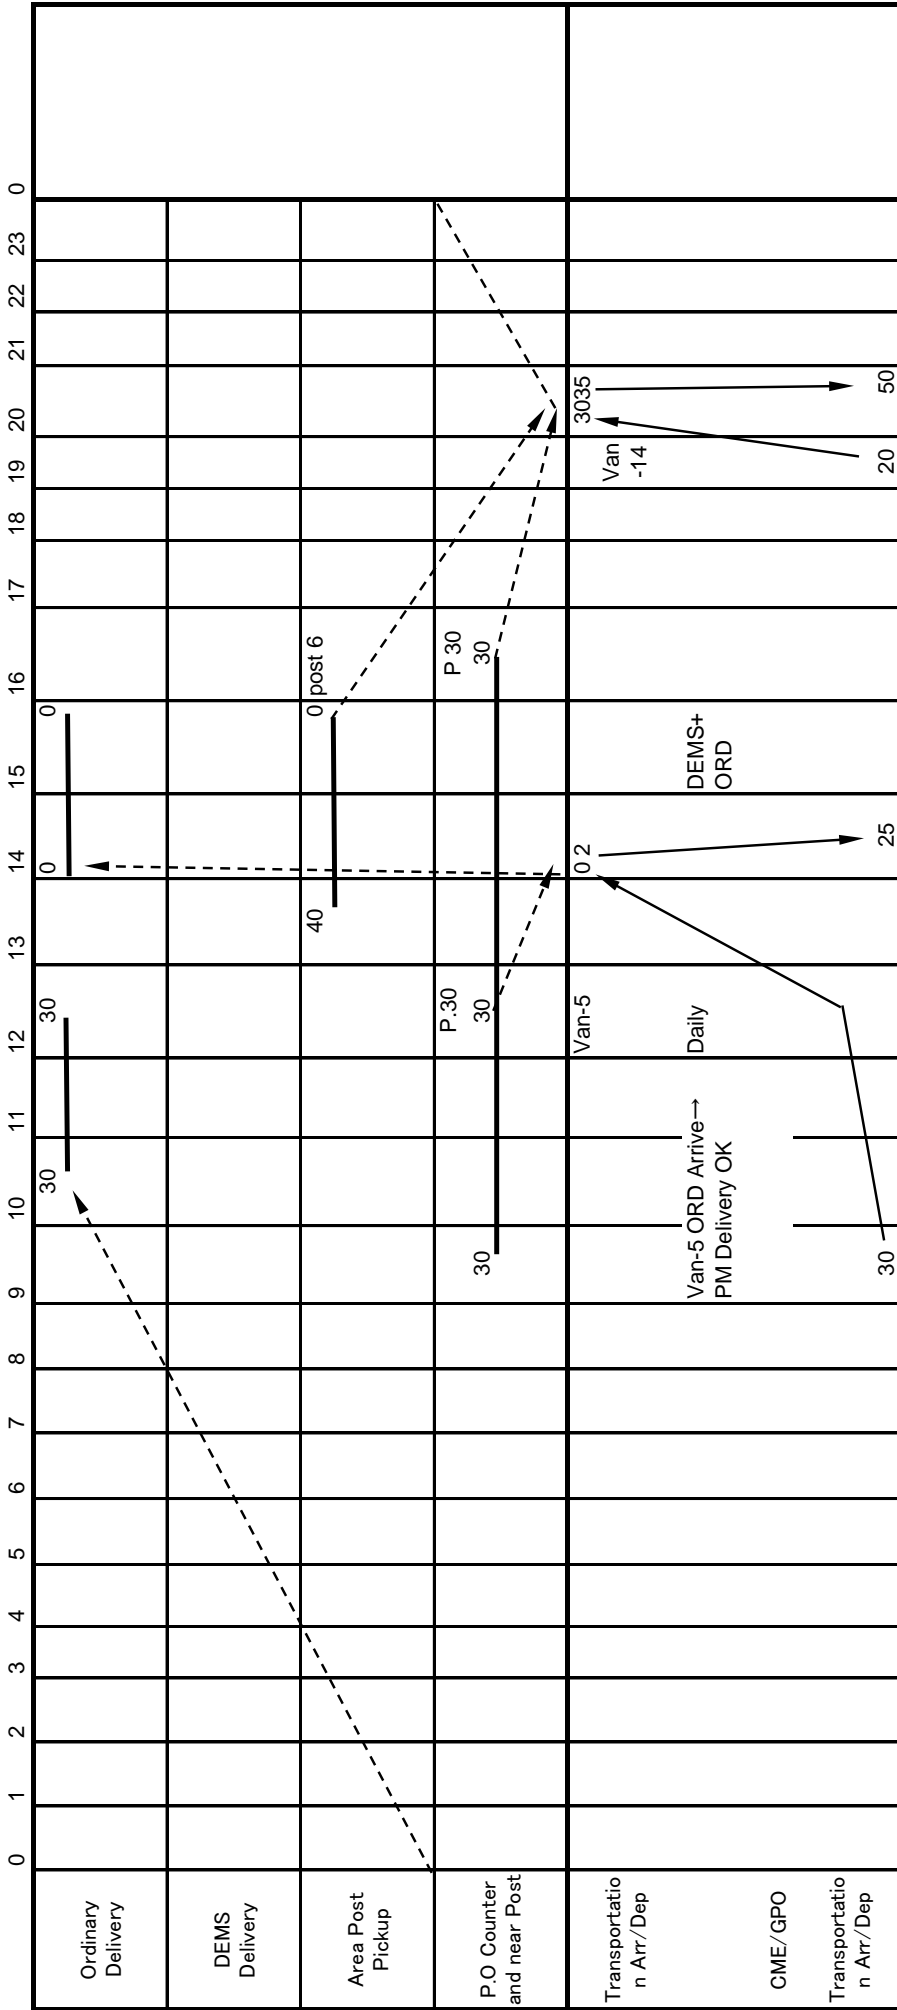 0 1 2 3 4 5 6 7 8 9 10 11 12 13 14 15 16 17 18 19 20 21 22 23 0
Ordinary
Delivery
30 30 0 0
DEMS
Delivery
Area Post
Pickup
40 0 post 6
P.O Counter
and near Post
P.30 P 30
30 30 30
Transportatio
n Arr/Dep
Van-5 0 2 Van
-14 3035
Van-5 ORD Arrive→
PM Delivery OK
Daily
DEMS+
ORD
CME/GPO
Transportatio
n Arr/Dep
30 25 20 50